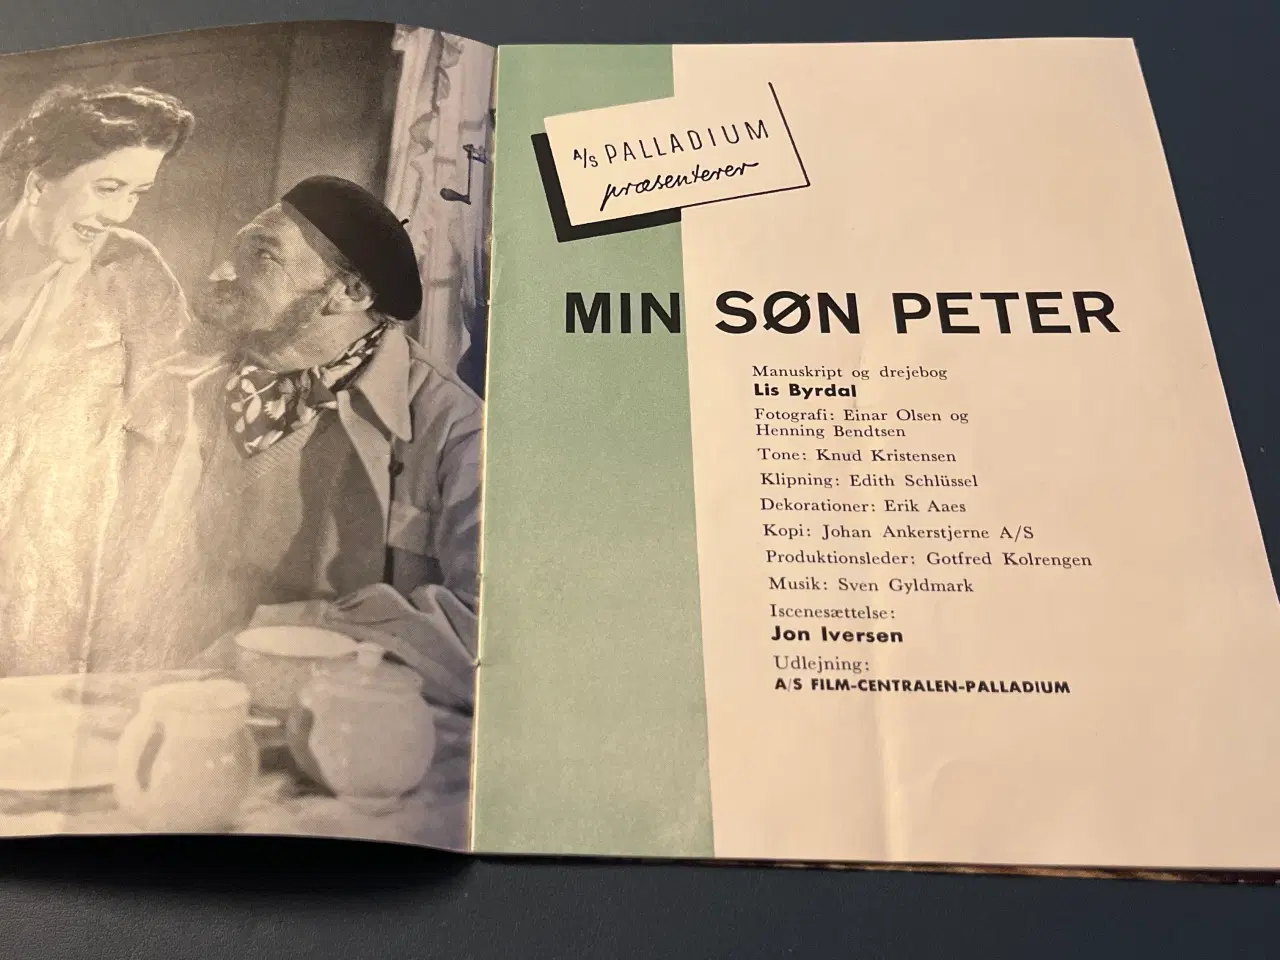 A/S PALLADIUM
præsenterer
MIN SØN PETER
Manuskript og drejebog
Lis Byrdal
Fotografi: Einar Olsen og
Henning Bendtsen
Tone: Knud Kristensen
Klipning: Edith Schlüssel
Dekorationer: Erik Aaes
Kopi: Johan Ankerstjerne A/S
Produktionsleder: Gotfred Kolrengen
Musik: Sven Gyldmark
Iscenesættelse:
Jon Iversen
Udlejning:
A/S FILM-CENTRALEN-PALLADIUM